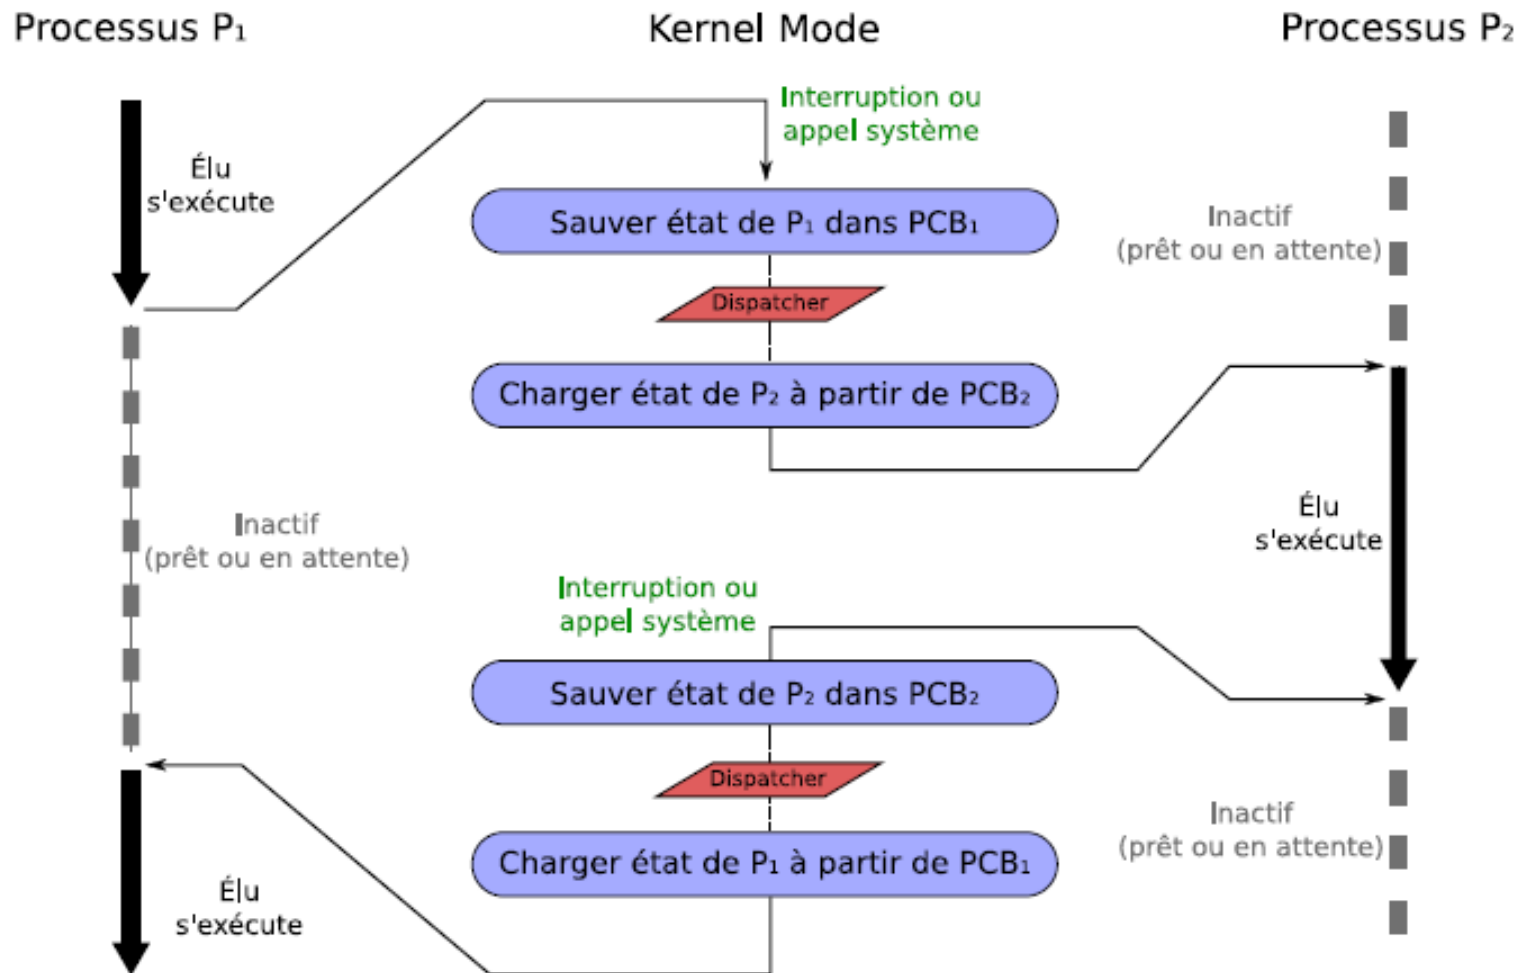 Processus P₁
Kernel Mode
Processus P₂
Interruption ou
appel système
Élu
s'exécute
Sauver état de P₁ dans PCB₁
Inactif
(prêt ou en attente)
Dispatcher
Charger état de P₂ à partir de PCB₂
Inactif
(prêt ou en attente)
Élu
s'exécute
Interruption ou
appel système
Sauver état de P₂ dans PCB₂
Dispatcher
Inactif
(prêt ou en attente)
Charger état de P₁ à partir de PCB₁
Élu
s'exécute